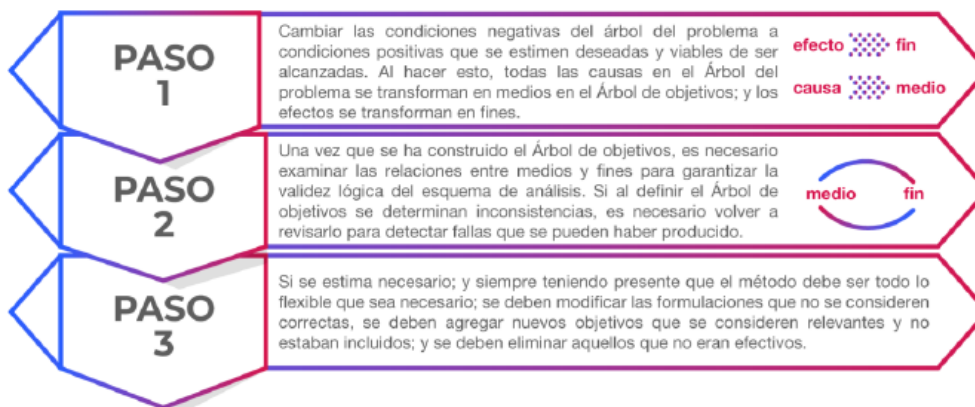 PASO
1
Cambiar las condiciones negativas del árbol del problema a
condiciones positivas que se estimen deseadas y viables de ser
alcanzadas. Al hacer esto, todas las causas en el Árbol del
problema se transforman en medios en el Árbol de objetivos; y los
efectos se transforman en fines.
efecto fin
causa medio
PASO
2
Una vez que se ha construido el Árbol de objetivos, es necesario
examinar las relaciones entre medios y fines para garantizar la
validez lógica del esquema de análisis. Si al definir el Árbol de
objetivos se determinan inconsistencias, es necesario volver a
revisarlo para detectar fallas que se pueden haber producido.
medio fin
PASO
3
Si se estima necesario; y siempre teniendo presente que el método debe ser todo lo
flexible que sea necesario; se deben modificar las formulaciones que no se consideren
correctas, se deben agregar nuevos objetivos que se consideren relevantes y no
estaban incluidos; y se deben eliminar aquellos que no eran efectivos.